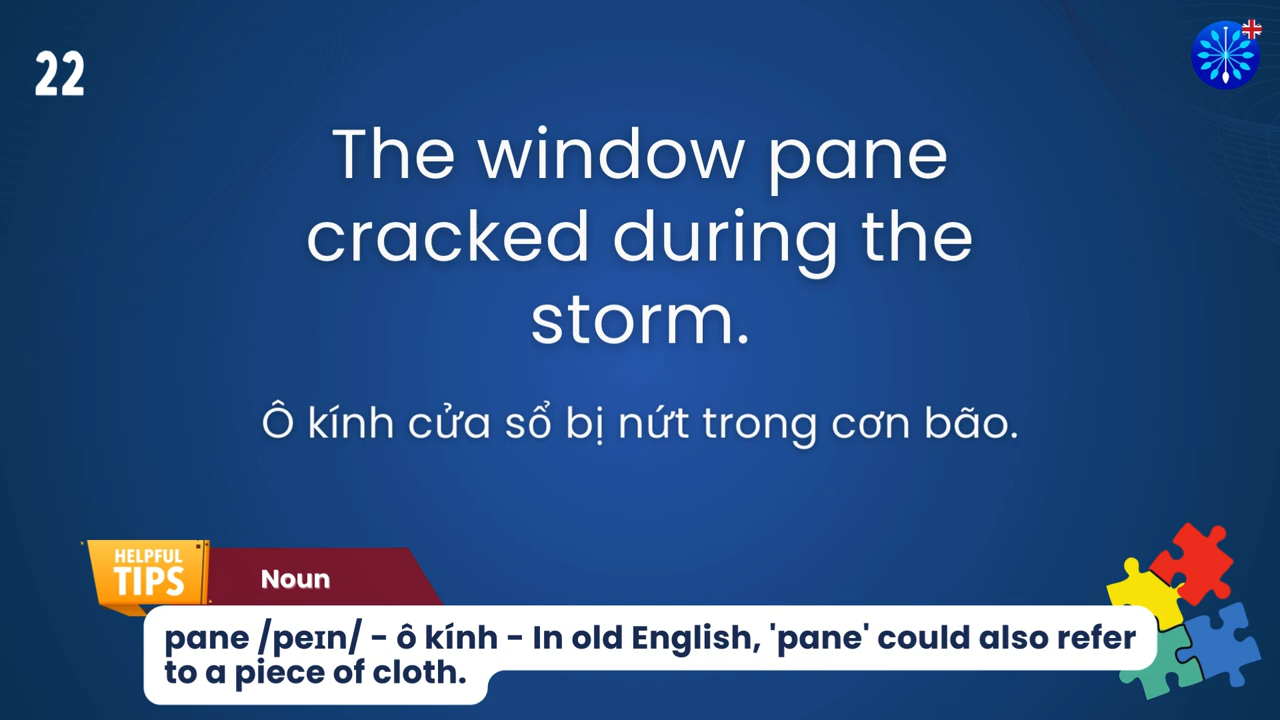 22
The window pane
cracked during the
storm.
Ô kính cửa sổ bị nứt trong cơn bão.
HELPFUL
TIPS
Noun
pane /peɪn/ - ô kính - In old English, 'pane' could also refer
to a piece of cloth.